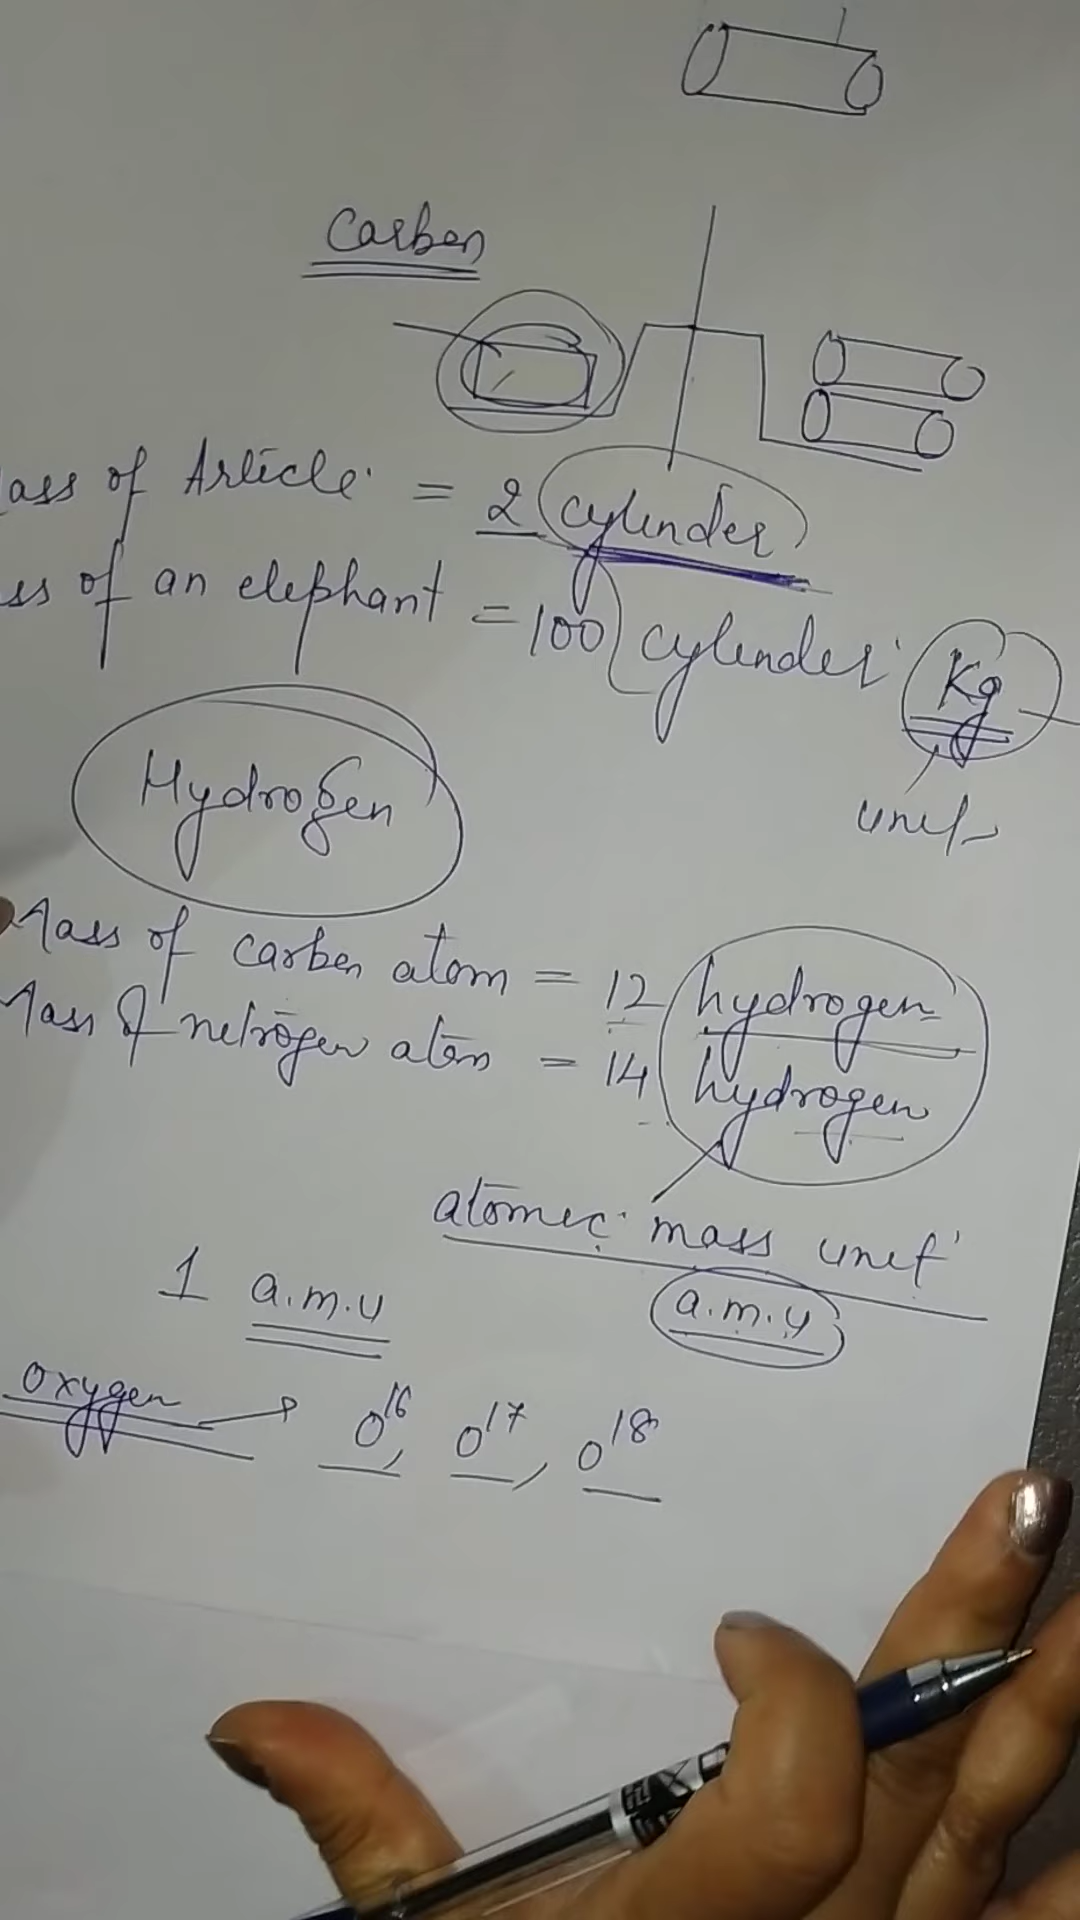 Carbon
ass of Article = 2 cylinder
ss of an elephant = 100 cylinder
Kg
unit
Hydrogen
Mass of carbon atom = 12 hydrogen
Mass of nitrogen atom = 14 hydrogen
atomic mass unit
1 a.m.u
a.m.u
Oxygen → O16, O17, O18